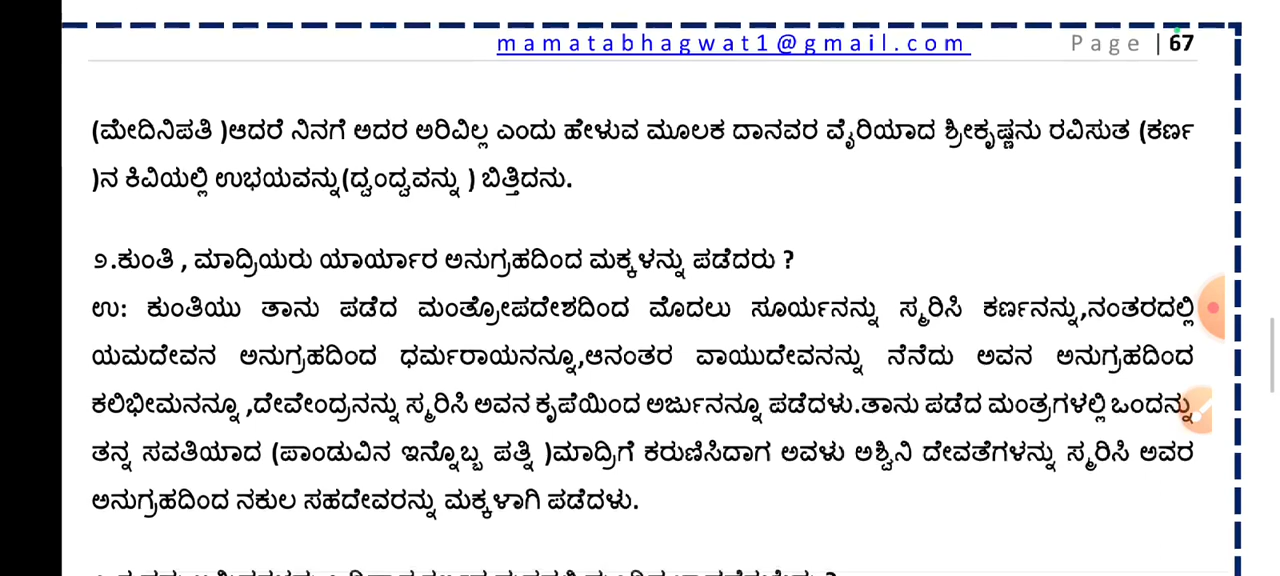 mamatabhagwat1@gmail.com Page | 67
(ಮೇದಿನಿಪತಿ )ಆದರೆ ನಿನಗೆ ಅದರ ಅರಿವಿಲ್ಲ ಎಂದು ಹೇಳುವ ಮೂಲಕ ದಾನವರ ವೈರಿಯಾದ ಶ್ರೀಕೃಷ್ಣನು ರವಿಸುತ (ಕರ್ಣ
)ನ ಕಿವಿಯಲ್ಲಿ ಉಭಯವನ್ನು(ದ್ವಂದ್ವವನ್ನು ) ಬಿತ್ತಿದನು.
೨.ಕುಂತಿ , ಮಾದ್ರಿಯರು ಯಾರ್ಯಾರ ಅನುಗ್ರಹದಿಂದ ಮಕ್ಕಳನ್ನು ಪಡೆದರು ?
ಉ: ಕುಂತಿಯು ತಾನು ಪಡೆದ ಮಂತ್ರೋಪದೇಶದಿಂದ ಮೊದಲು ಸೂರ್ಯನನ್ನು ಸ್ಮರಿಸಿ ಕರ್ಣನನ್ನು,ನಂತರದಲ್ಲಿ
ಯಮದೇವನ ಅನುಗ್ರಹದಿಂದ ಧರ್ಮರಾಯನನ್ನೂ,ಆನಂತರ ವಾಯುದೇವನನ್ನು ನೆನೆದು ಅವನ ಅನುಗ್ರಹದಿಂದ
ಕಲಿಭೀಮನನ್ನೂ ,ದೇವೇಂದ್ರನನ್ನು ಸ್ಮರಿಸಿ ಅವನ ಕೃಪೆಯಿಂದ ಅರ್ಜುನನ್ನೂ ಪಡೆದಳು.ತಾನು ಪಡೆದ ಮಂತ್ರಗಳಲ್ಲಿ ಒಂದನ್ನು
ತನ್ನ ಸವತಿಯಾದ (ಪಾಂಡುವಿನ ಇನ್ನೊಬ್ಬ ಪತ್ನಿ )ಮಾದ್ರಿಗೆ ಕರುಣಿಸಿದಾಗ ಅವಳು ಅಶ್ವಿನಿ ದೇವತೆಗಳನ್ನು ಸ್ಮರಿಸಿ ಅವರ
ಅನುಗ್ರಹದಿಂದ ನಕುಲ ಸಹದೇವರನ್ನು ಮಕ್ಕಳಾಗಿ ಪಡೆದಳು.